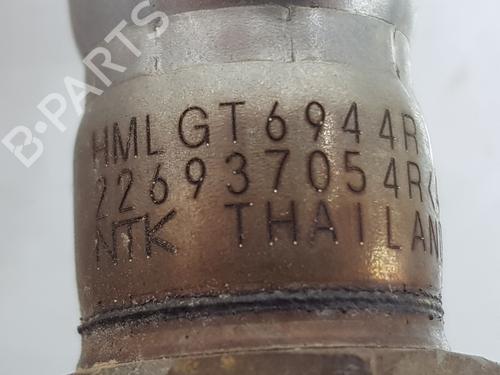 B-PARTS
HMLGT6944R
226937054R<
NTK THAILAN